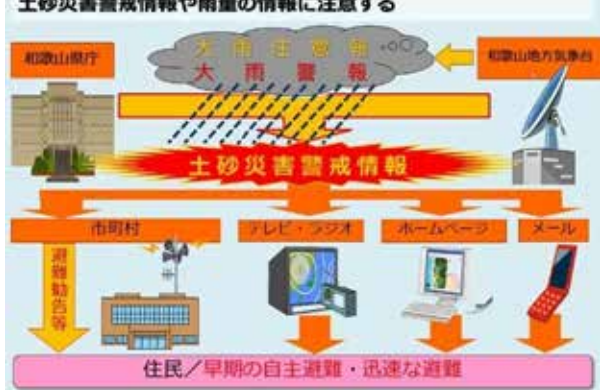 土砂災害警戒情報や雨量の情報に注意する
大雨注意報
大雨警報
和歌山県庁
和歌山地方気象台
土砂災害警戒情報
市町村
テレビ・ラジオ
ホームページ
メール
避難勧告等
住民／早期の自主避難・迅速な避難